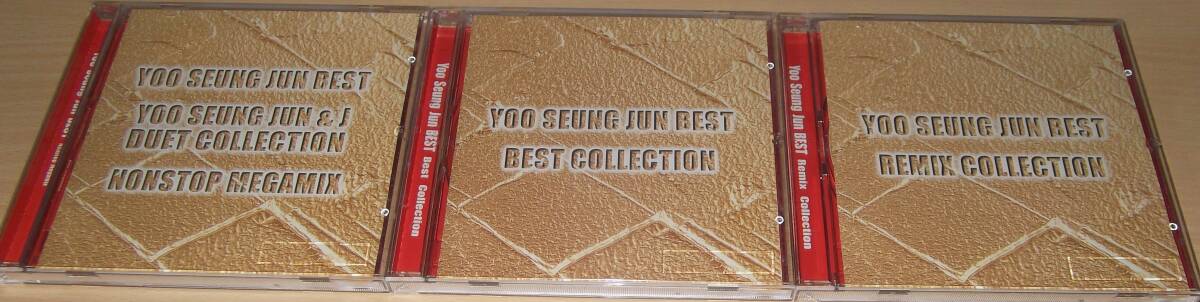 YOO SEUNG JUN BEST
YOO SEUNG JUN & J
DUET COLLECTION
NONSTOP MEGAMIX
Yoo Seung Jun BEST Best Collection
YOO SEUNG JUN BEST
BEST COLLECTION
Yoo Seung Jun BEST Remix Collection
YOO SEUNG JUN BEST
REMIX COLLECTION